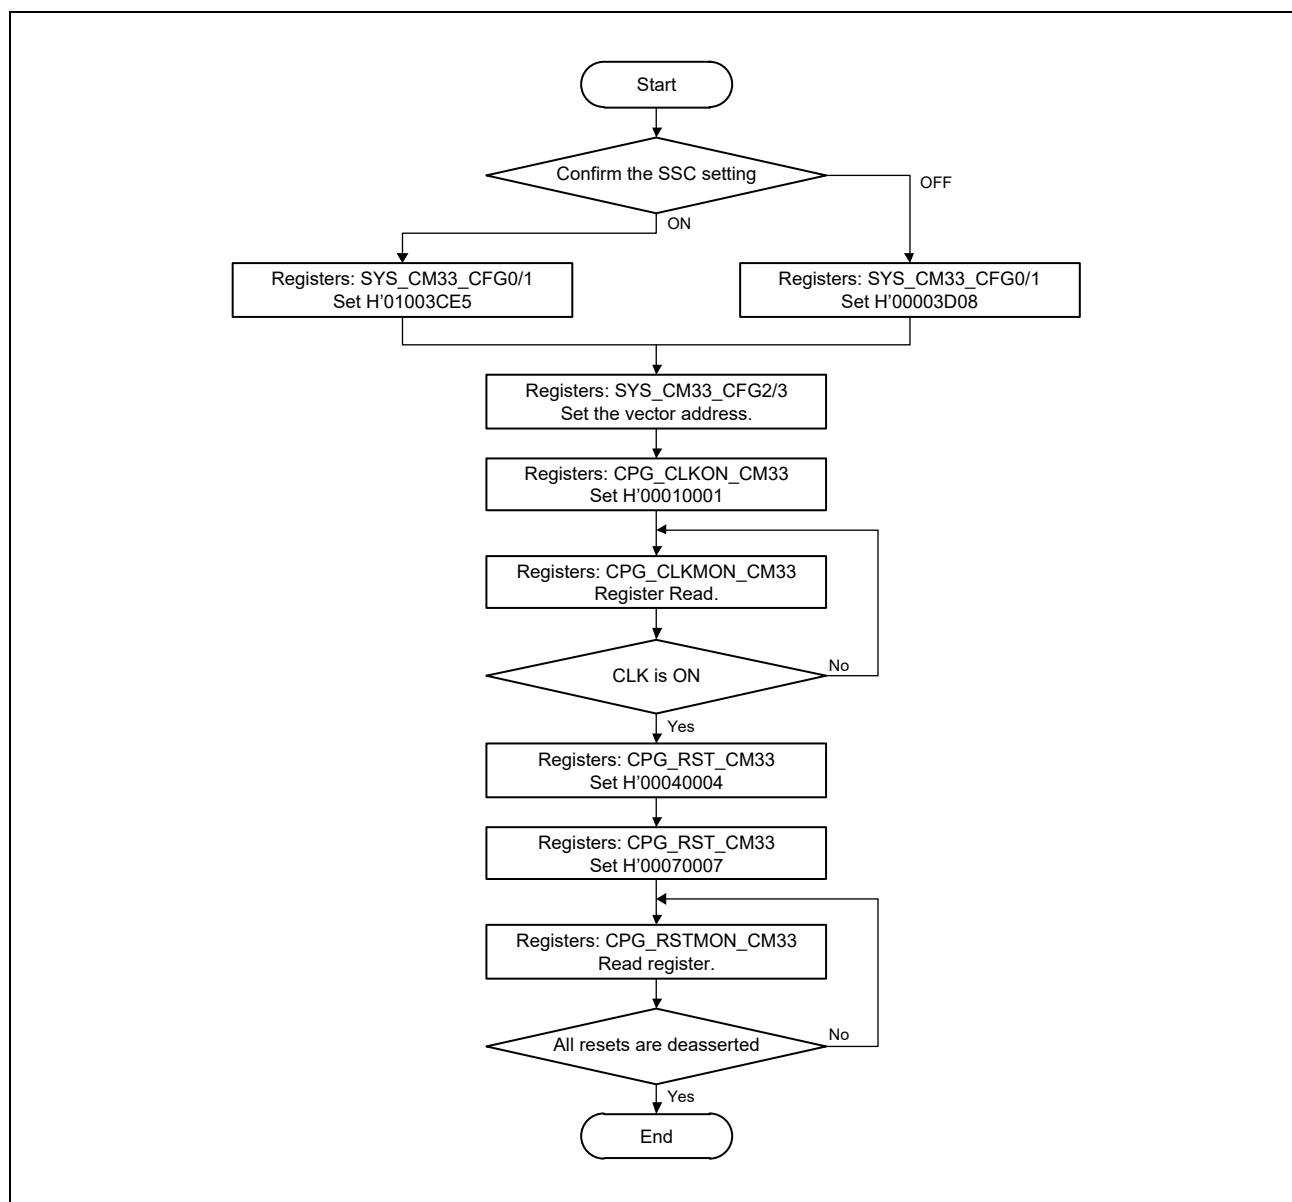 Start
Confirm the SSC setting
OFF
ON
Registers: SYS_CM33_CFG0/1
Set H’01003CE5
Registers: SYS_CM33_CFG0/1
Set H’00003D08
Registers: SYS_CM33_CFG2/3
Set the vector address.
Registers: CPG_CLKON_CM33
Set H’00010001
Registers: CPG_CLKMON_CM33
Register Read.
CLK is ON
No
Yes
Registers: CPG_RST_CM33
Set H’00040004
Registers: CPG_RST_CM33
Set H’00070007
Registers: CPG_RSTMON_CM33
Read register.
All resets are deasserted
No
Yes
End